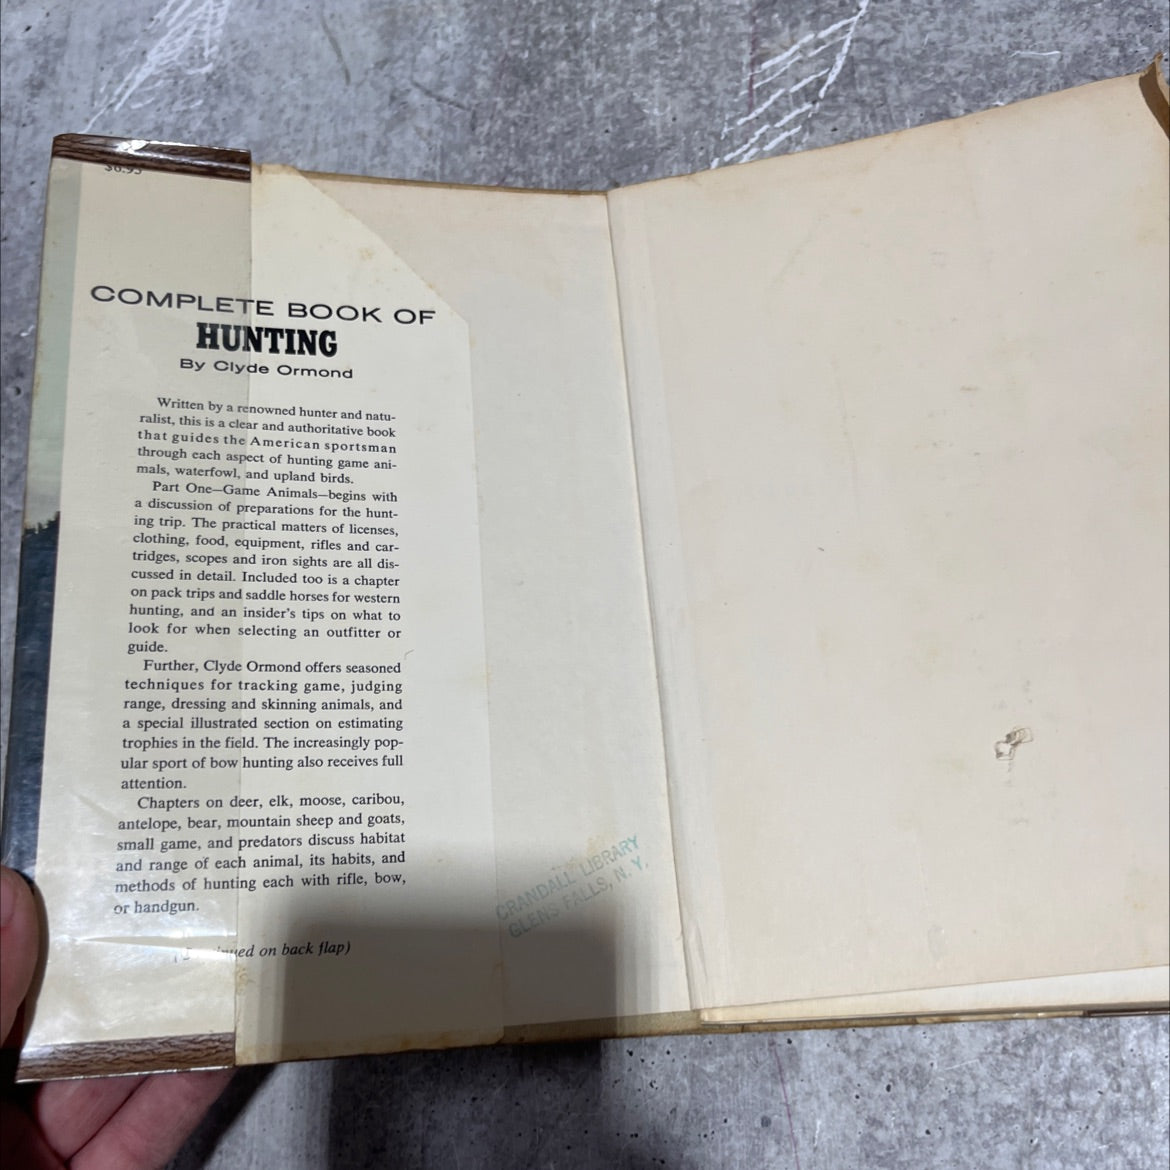 $6.95
COMPLETE BOOK OF
HUNTING
By Clyde Ormond
Written by a renowned hunter and natu-
ralist, this is a clear and authoritative book
that guides the American sportsman
through each aspect of hunting game ani-
mals, waterfowl, and upland birds.
Part One—Game Animals—begins with
a discussion of preparations for the hunt-
ing trip. The practical matters of licenses,
clothing, food, equipment, rifles and car-
tridges, scopes and iron sights are all dis-
cussed in detail. Included too is a chapter
on pack trips and saddle horses for western
hunting, and an insider's tips on what to
look for when selecting an outfitter or
guide.
Further, Clyde Ormond offers seasoned
techniques for tracking game, judging
range, dressing and skinning animals, and
a special illustrated section on estimating
trophies in the field. The increasingly pop-
ular sport of bow hunting also receives full
attention.
Chapters on deer, elk, moose, caribou,
antelope, bear, mountain sheep and goats,
small game, and predators discuss habitat
and range of each animal, its habits, and
methods of hunting each with rifle, bow,
or handgun.
on back flap)
CRANDALL LIBRARY
GLENS FALLS, N. Y.